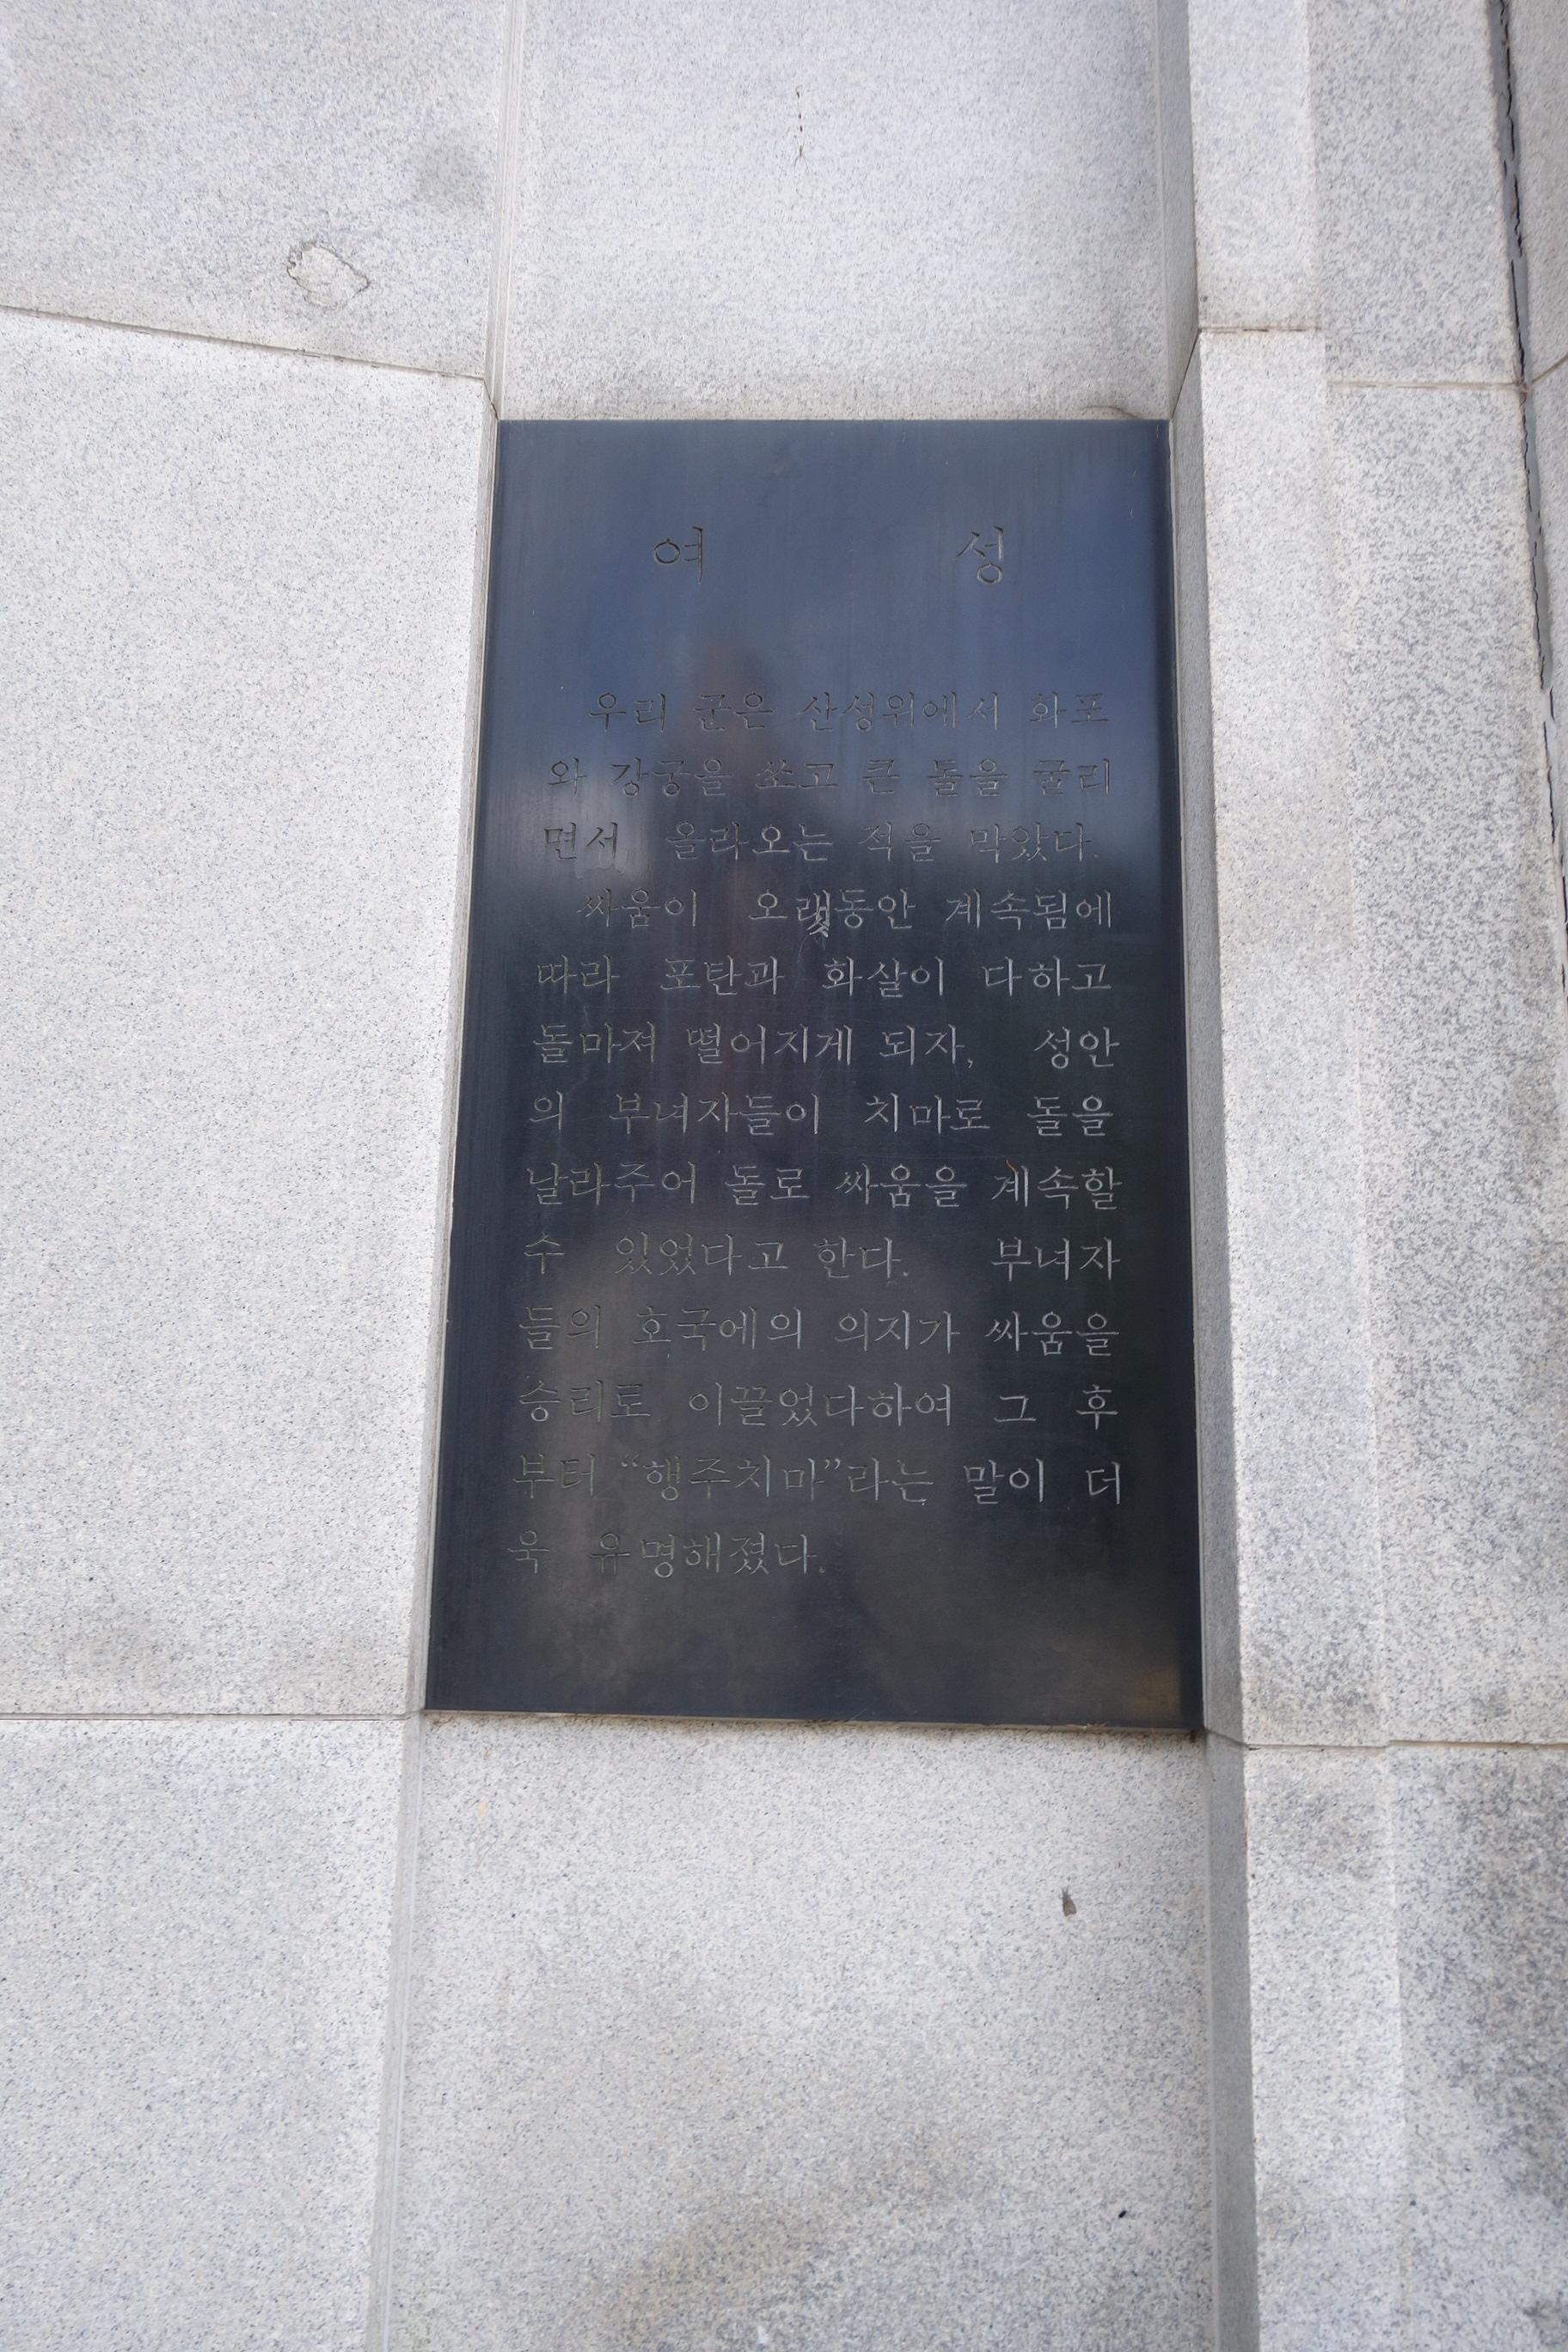 여 성
우리 군은 산성위에서 화포
와 강궁을 쏘고 큰 돌을 굴리
면서 올라오는 적을 막았다.
싸움이 오랫동안 계속됨에
따라 포탄과 화살이 다하고
돌마져 떨어지게 되자, 성안
의 부녀자들이 치마로 돌을
날라주어 돌로 싸움을 계속할
수 있었다고 한다. 부녀자
들의 호국에의 의지가 싸움을
승리로 이끌었다하여 그 후
부터 “행주치마”라는 말이 더
욱 유명해졌다.